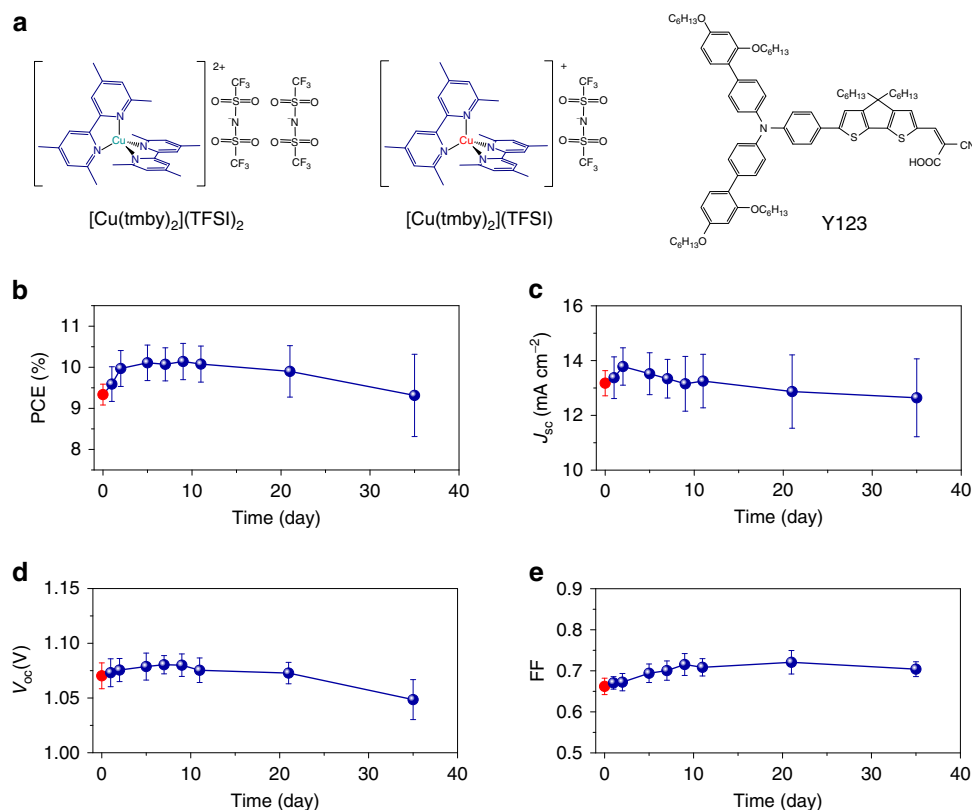 a
C₆H₁₃O
OC₆H₁₃
2+
+
CF₃ CF₃ CF₃
O=S=O O=S=O O=S=O
N N N
O=S=O O=S=O O=S=O
CF₃ CF₃ CF₃
N N Cu N N
N N Cu N N
C₆H₁₃ C₆H₁₃
N
S S
CN
HOOC
OC₆H₁₃
C₆H₁₃O
[Cu(tmby)₂](TFSI)₂
[Cu(tmby)₂](TFSI)
Y123
b
11
10
9
8
PCE (%)
0 10 20 30 40
Time (day)
c
16
14
12
10
Jsc (mA cm⁻²)
0 10 20 30 40
Time (day)
d
1.15
1.10
1.05
1.00
Voc(V)
0 10 20 30 40
Time (day)
e
0.9
0.8
0.7
0.6
0.5
FF
0 10 20 30 40
Time (day)